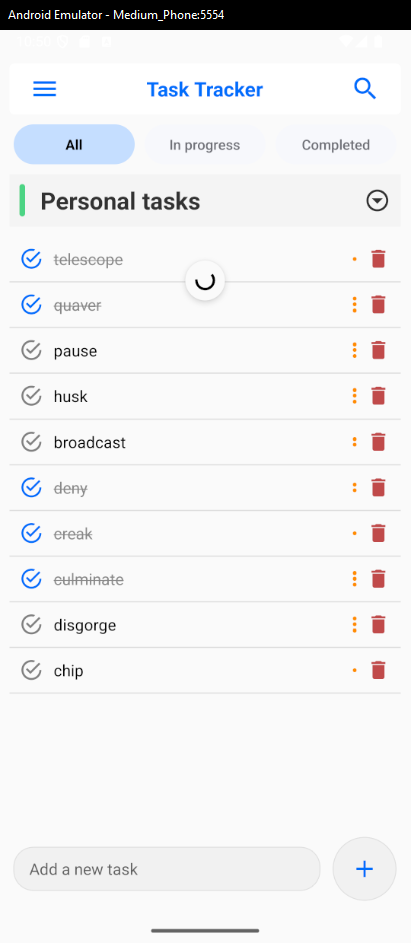 Android Emulator - Medium_Phone:5554
Task Tracker
All In progress Completed
Personal tasks
telescope
quaver
pause
husk
broadcast
deny
creak
culminate
disgorge
chip
Add a new task